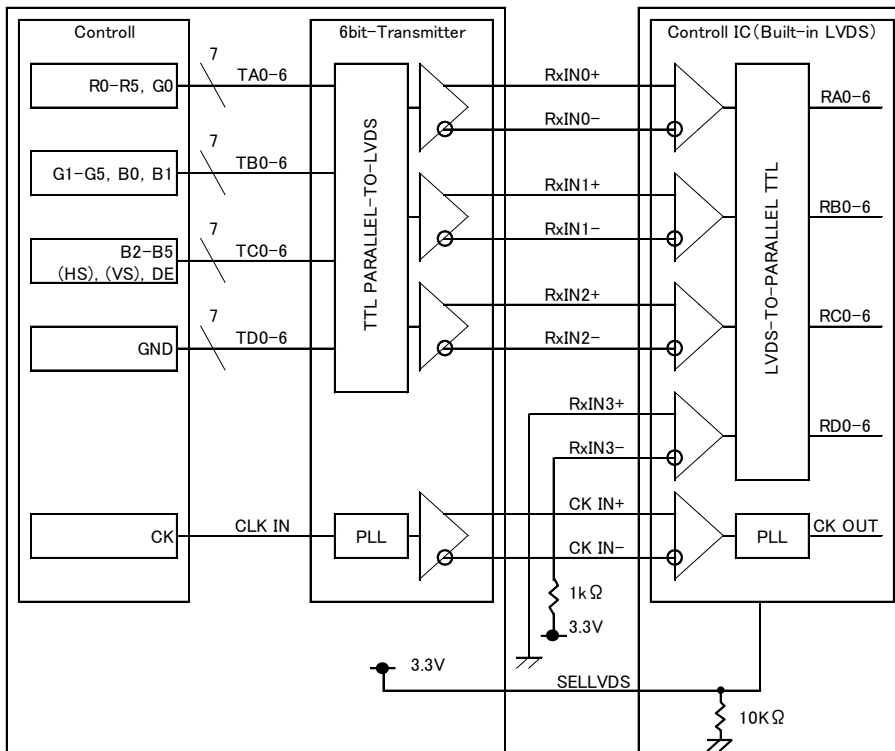 Controll
6bit-Transmitter
Controll IC(Built-in LVDS)
7
R0-R5, G0
TA0-6
RxIN0+
RxIN0-
RA0-6
7
G1-G5, B0, B1
TB0-6
RxIN1+
RxIN1-
RB0-6
B2-B5
(HS), (VS), DE
TC0-6
RxIN2+
RxIN2-
RC0-6
7
GND
TD0-6
TTL PARALLEL-TO-LVDS
LVDS-TO-PARALLEL TTL
RxIN3+
RxIN3-
RD0-6
CK
CLK IN
PLL
CK IN+
CK IN-
PLL
CK OUT
1kΩ
3.3V
3.3V
SELLVDS
10KΩ